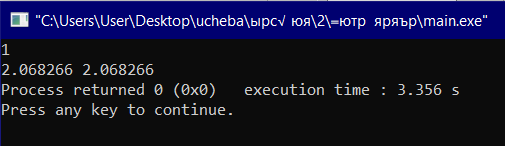 "C:\Users\User\Desktop\ucheba\ырс√ юя\2\=ютр яряър\main.exe"
1
2.068266 2.068266
Process returned 0 (0x0)   execution time : 3.356 s
Press any key to continue.